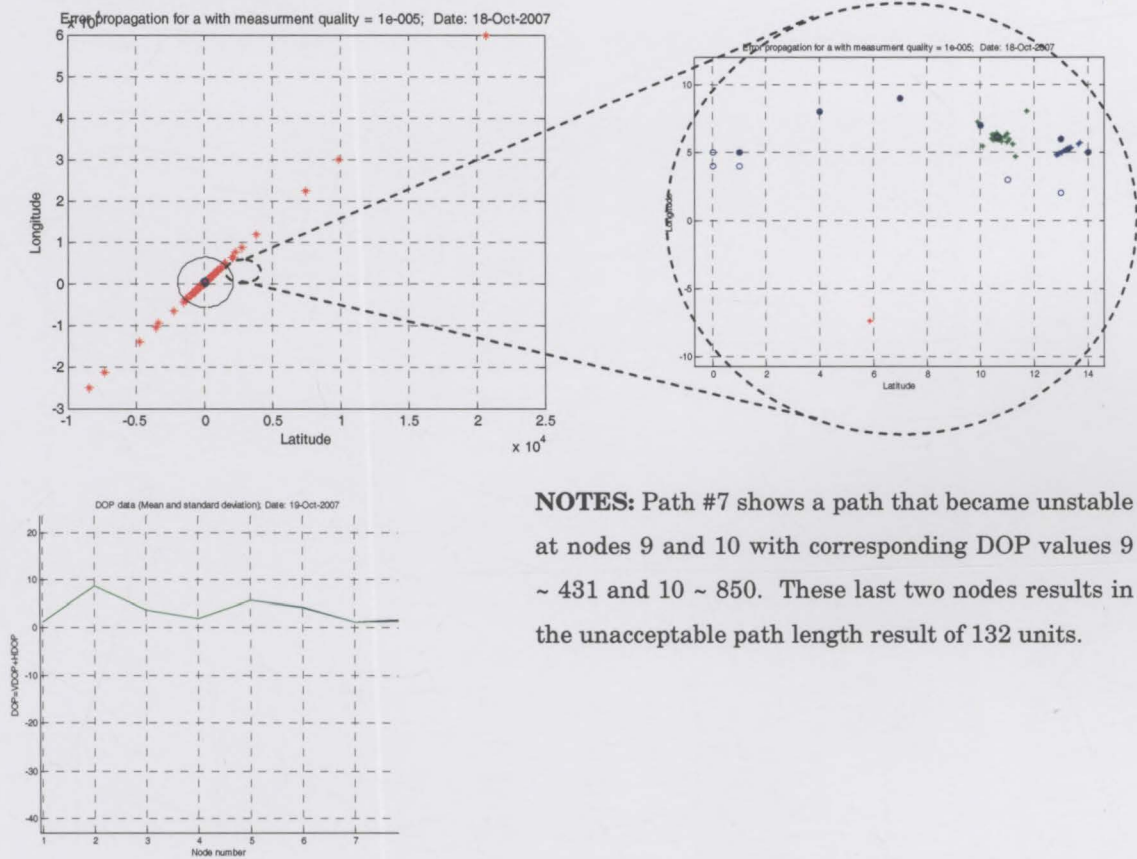 Error propagation for a with measurment quality = 1e-005; Date: 18-Oct-2007
6
5
4
3
2
1
0
-1
-2
-3
Longitude
-1 -0.5 0 0.5 1 1.5 2 2.5
Latitude
x 10^4
Error propagation for a with measurment quality = 1e-005; Date: 18-Oct-2007
10
5
0
-5
-10
Longitude
0 2 4 6 8 10 12 14
Latitude
DOP data (Mean and standard deviation); Date: 19-Oct-2007
20
10
0
-10
-20
-30
-40
DOP=VDOP+HDOP
1 2 3 4 5 6 7
Node number
NOTES: Path #7 shows a path that became unstable
at nodes 9 and 10 with corresponding DOP values 9
~ 431 and 10 ~ 850. These last two nodes results in
the unacceptable path length result of 132 units.